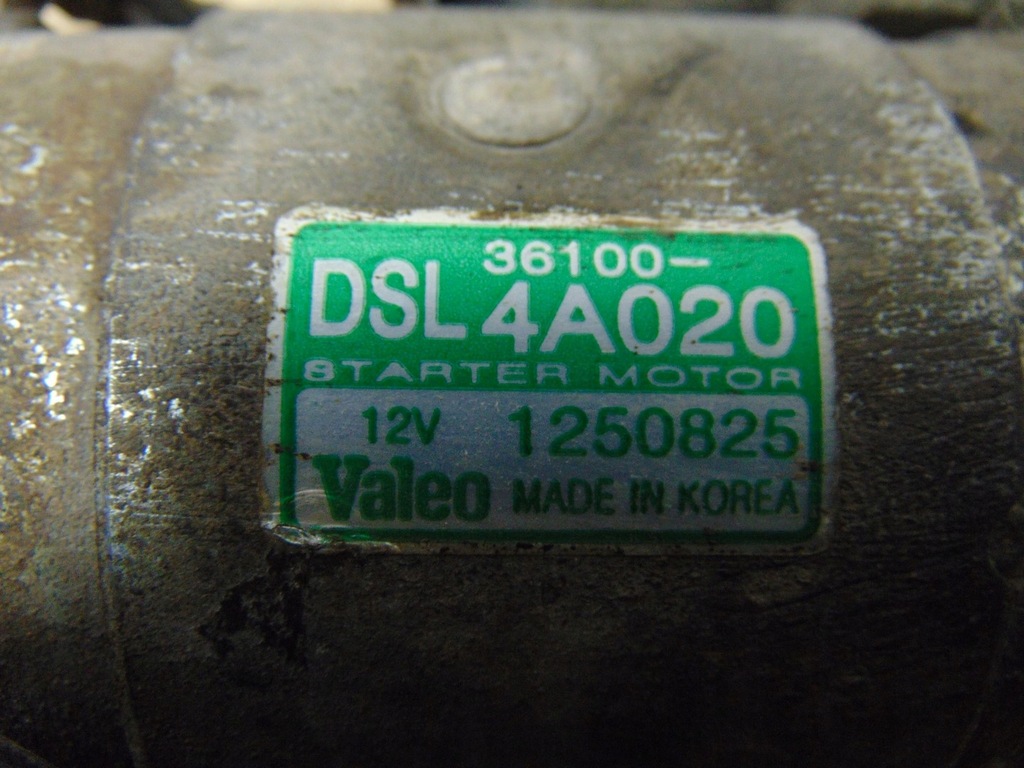 36100-
DSL 4A020
STARTER MOTOR
12V 1250825
Valeo MADE IN KOREA